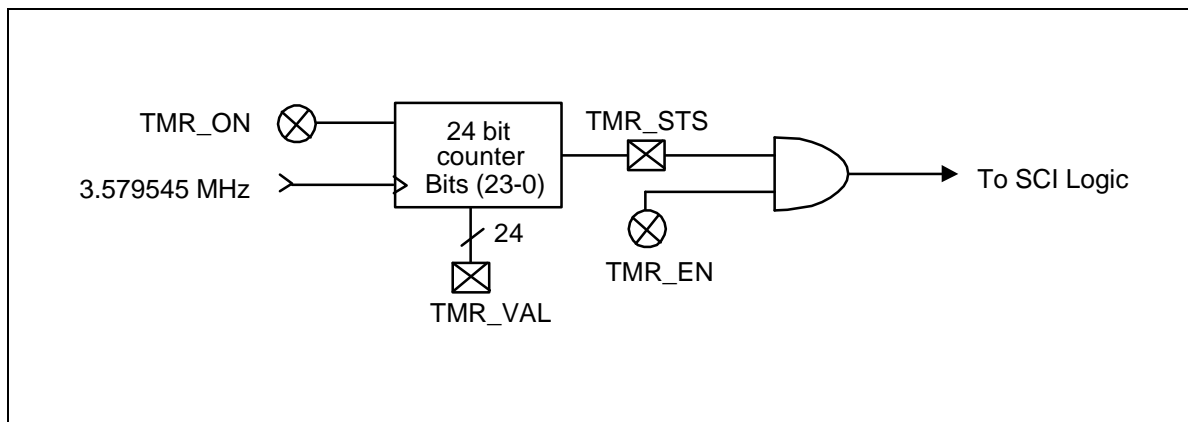 TMR_ON
3.579545 MHz
24 bit
counter
Bits (23-0)
24
TMR_VAL
TMR_STS
TMR_EN
To SCI Logic